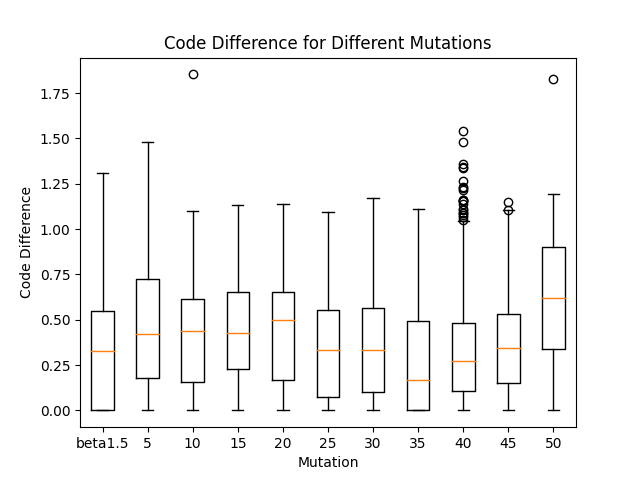 Code Difference for Different Mutations
Code Difference
1.75
1.50
1.25
1.00
0.75
0.50
0.25
0.00
beta1.5 5 10 15 20 25 30 35 40 45 50
Mutation